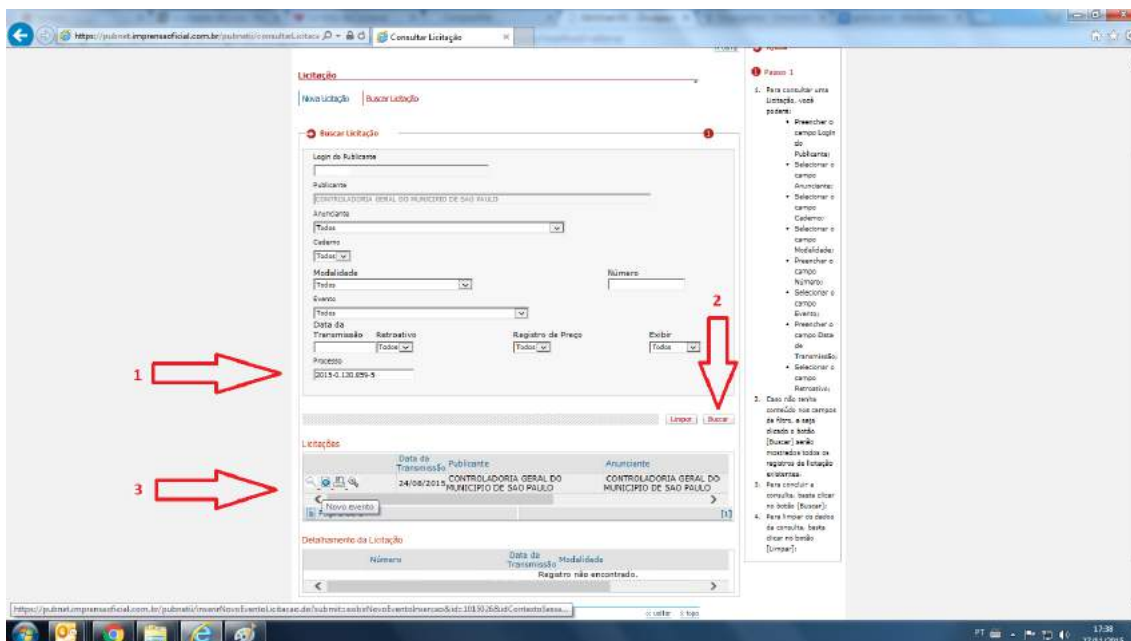 https://pubnet.imprensaoficial.com.br/pubnetii/consultarLicitaca
Consultar Licitação
Licitação
Nova Licitação
Buscar Licitação
Buscar Licitação
1
Login do Publicante
Publicante
CONTROLADORIA GERAL DO MUNICIPIO DE SAO PAULO
Anunciante
Todos
Caderno
Todos
Modalidade
Número
Todos
Evento
Todos
Data da Transmissão
Retroativo
Registro de Preço
Exibir
Todos
Todos
Todos
Processo
2015-0.130.859-5
1
2
3
Limpar
Buscar
Licitações
Data da Transmissão
Publicante
Anunciante
24/08/2015
CONTROLADORIA GERAL DO MUNICIPIO DE SAO PAULO
CONTROLADORIA GERAL DO MUNICIPIO DE SAO PAULO
Novo evento
[1]
Detalhamento da Licitação
Número
Data da Transmissão
Modalidade
Registro não encontrado.
voltar
topo
Ajuda
1 Passo 1
1. Para consultar uma
Licitação, você
poderá:
• Preencher o
campo Login
do
Publicante;
• Selecionar o
campo
Anunciante;
• Selecionar o
campo
Caderno;
• Selecionar o
campo
Modalidade;
• Preencher o
campo
Número;
• Selecionar o
campo
Evento;
• Preencher o
campo Data
de
Transmissão;
• Selecionar o
campo
Retroativo;
2. Caso não tenha
conteúdo nos campos
de filtro, e seja
clicado o botão
[Buscar] serão
mostrados todos os
registros de licitação
existentes.
3. Para concluir a
consulta, basta clicar
no botão [Buscar];
4. Para limpar os dados
da consulta, basta
clicar no botão
[Limpar];
PT
17:38
27/11/2015